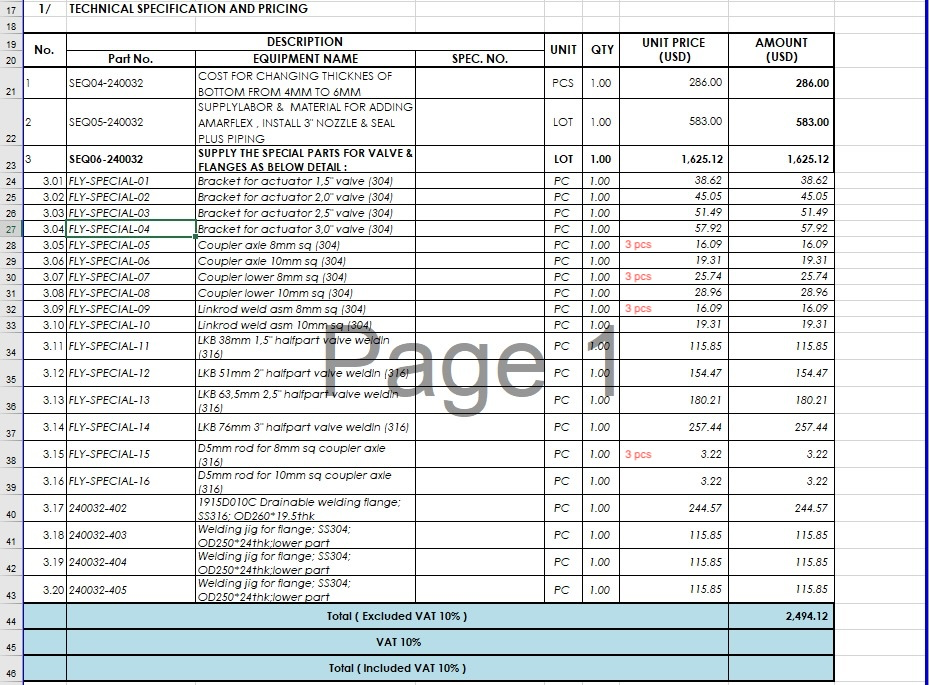 17 1/ TECHNICAL SPECIFICATION AND PRICING
18
19 No. DESCRIPTION UNIT QTY UNIT PRICE (USD) AMOUNT (USD)
20 Part No. EQUIPMENT NAME SPEC. NO.
21 1 SEQ04-240032 COST FOR CHANGING THICKNES OF BOTTOM FROM 4MM TO 6MM PCS 1.00 286.00 286.00
22 2 SEQ05-240032 SUPPLYLABOR & MATERIAL FOR ADDING AMARFLEX , INSTALL 3" NOZZLE & SEAL PLUS PIPING LOT 1.00 583.00 583.00
23 3 SEQ06-240032 SUPPLY THE SPECIAL PARTS FOR VALVE & FLANGES AS BELOW DETAIL : LOT 1.00 1,625.12 1,625.12
24 3.01 FLY-SPECIAL-01 Bracket for actuator 1,5" valve (304) PC 1.00 38.62 38.62
25 3.02 FLY-SPECIAL-02 Bracket for actuator 2,0" valve (304) PC 1.00 45.05 45.05
26 3.03 FLY-SPECIAL-03 Bracket for actuator 2,5" valve (304) PC 1.00 51.49 51.49
27 3.04 FLY-SPECIAL-04 Bracket for actuator 3,0" valve (304) PC 1.00 57.92 57.92
28 3.05 FLY-SPECIAL-05 Coupler axle 8mm sq (304) PC 1.00 3 pcs 16.09 16.09
29 3.06 FLY-SPECIAL-06 Coupler axle 10mm sq (304) PC 1.00 19.31 19.31
30 3.07 FLY-SPECIAL-07 Coupler lower 8mm sq (304) PC 1.00 3 pcs 25.74 25.74
31 3.08 FLY-SPECIAL-08 Coupler lower 10mm sq (304) PC 1.00 28.96 28.96
32 3.09 FLY-SPECIAL-09 Linkrod weld asm 8mm sq (304) PC 1.00 3 pcs 16.09 16.09
33 3.10 FLY-SPECIAL-10 Linkrod weld asm 10mm sq (304) PC 1.00 19.31 19.31
34 3.11 FLY-SPECIAL-11 LKB 38mm 1,5" halfpart valve weldin (316) PC 1.00 115.85 115.85
35 3.12 FLY-SPECIAL-12 LKB 51mm 2" halfpart valve weldin (316) PC 1.00 154.47 154.47
Page 1
36 3.13 FLY-SPECIAL-13 LKB 63,5mm 2,5" halfpart valve weldin (316) PC 1.00 180.21 180.21
37 3.14 FLY-SPECIAL-14 LKB 76mm 3" halfpart valve weldin (316) PC 1.00 257.44 257.44
38 3.15 FLY-SPECIAL-15 D5mm rod for 8mm sq coupler axle (316) PC 1.00 3 pcs 3.22 3.22
39 3.16 FLY-SPECIAL-16 D5mm rod for 10mm sq coupler axle (316) PC 1.00 3.22 3.22
40 3.17 240032-402 1915D010C Drainable welding flange; SS316; OD260*19.5thk PC 1.00 244.57 244.57
41 3.18 240032-403 Welding jig for flange; SS304; OD250*24thk;lower part PC 1.00 115.85 115.85
42 3.19 240032-404 Welding jig for flange; SS304; OD250*24thk;lower part PC 1.00 115.85 115.85
43 3.20 240032-405 Welding jig for flange; SS304; OD250*24thk;lower part PC 1.00 115.85 115.85
44 Total ( Excluded VAT 10% ) 2,494.12
45 VAT 10%
46 Total ( Included VAT 10% )